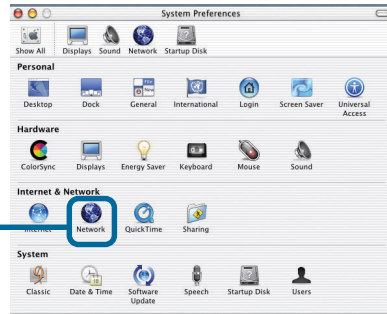 System Preferences
Show All Displays Sound Network Startup Disk
Personal
Desktop Dock General International Login Screen Saver Universal Access
Hardware
ColorSync Displays Energy Saver Keyboard Mouse Sound
Internet & Network
Internet Network QuickTime Sharing
System
Classic Date & Time Software Update Speech Startup Disk Users